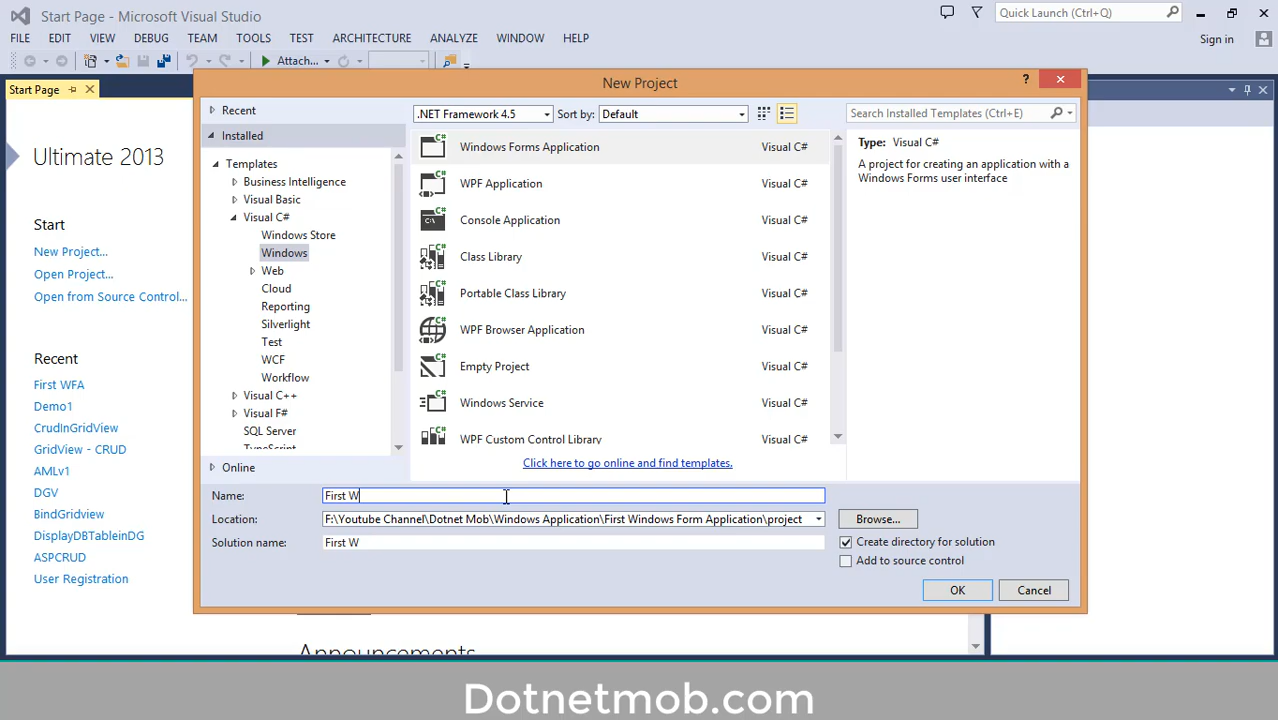 Start Page - Microsoft Visual Studio
Quick Launch (Ctrl+Q)
FILE EDIT VIEW DEBUG TEAM TOOLS TEST ARCHITECTURE ANALYZE WINDOW HELP
Sign in
Attach...
Start Page
Ultimate 2013
Start
New Project...
Open Project...
Open from Source Control...
Recent
First WFA
Demo1
CrudInGridView
GridView - CRUD
AMLv1
DGV
BindGridview
DisplayDBTableinDG
ASPCRUD
User Registration
Announcements
New Project
?
Recent
Installed
Templates
Business Intelligence
Visual Basic
Visual C#
Windows Store
Windows
Web
Cloud
Reporting
Silverlight
Test
WCF
Workflow
Visual C++
Visual F#
SQL Server
TypeScript
Online
.NET Framework 4.5 Sort by: Default
Search Installed Templates (Ctrl+E)
Windows Forms Application Visual C#
WPF Application Visual C#
Console Application Visual C#
Class Library Visual C#
Portable Class Library Visual C#
WPF Browser Application Visual C#
Empty Project Visual C#
Windows Service Visual C#
WPF Custom Control Library Visual C#
Click here to go online and find templates.
Type: Visual C#
A project for creating an application with a
Windows Forms user interface
Name: First W
Location: F:\Youtube Channel\Dotnet Mob\Windows Application\First Windows Form Application\project
Browse...
Solution name: First W
Create directory for solution
Add to source control
OK Cancel
Dotnetmob.com